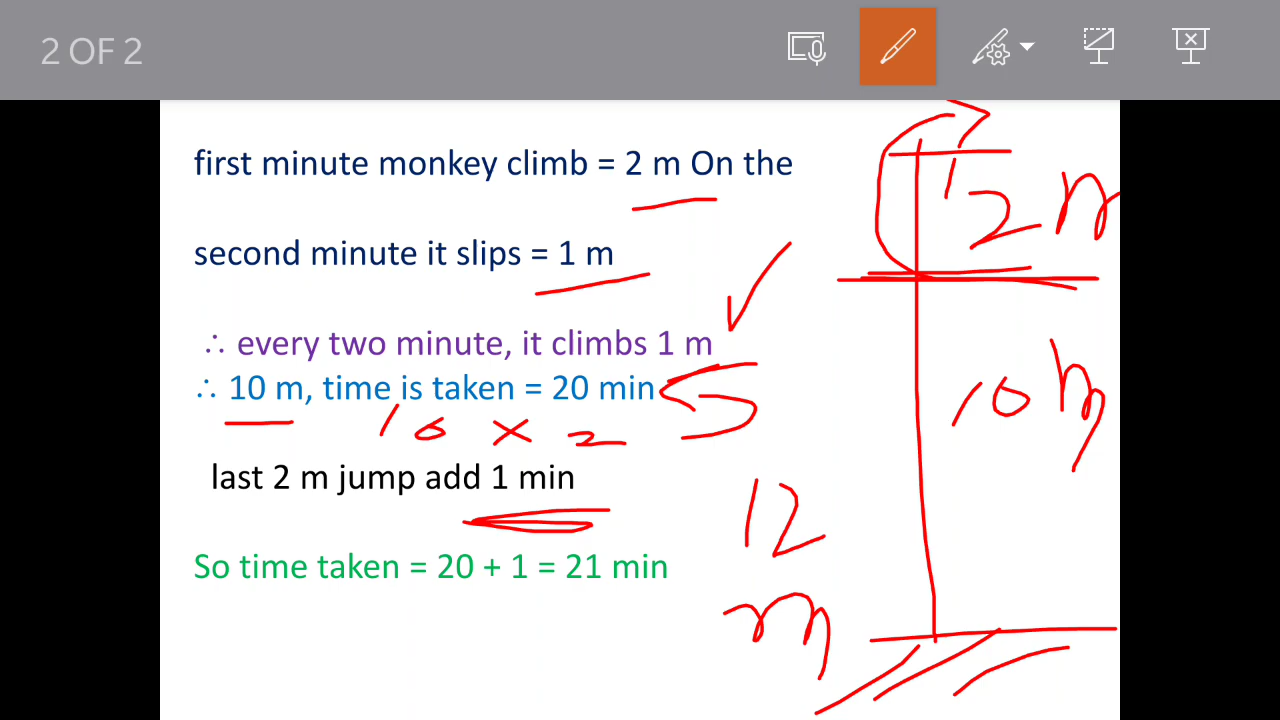 2 OF 2
first minute monkey climb = 2 m On the
second minute it slips = 1 m
∴ every two minute, it climbs 1 m
∴ 10 m, time is taken = 20 min
10 × 2
last 2 m jump add 1 min
So time taken = 20 + 1 = 21 min
2 m
10 m
12
m